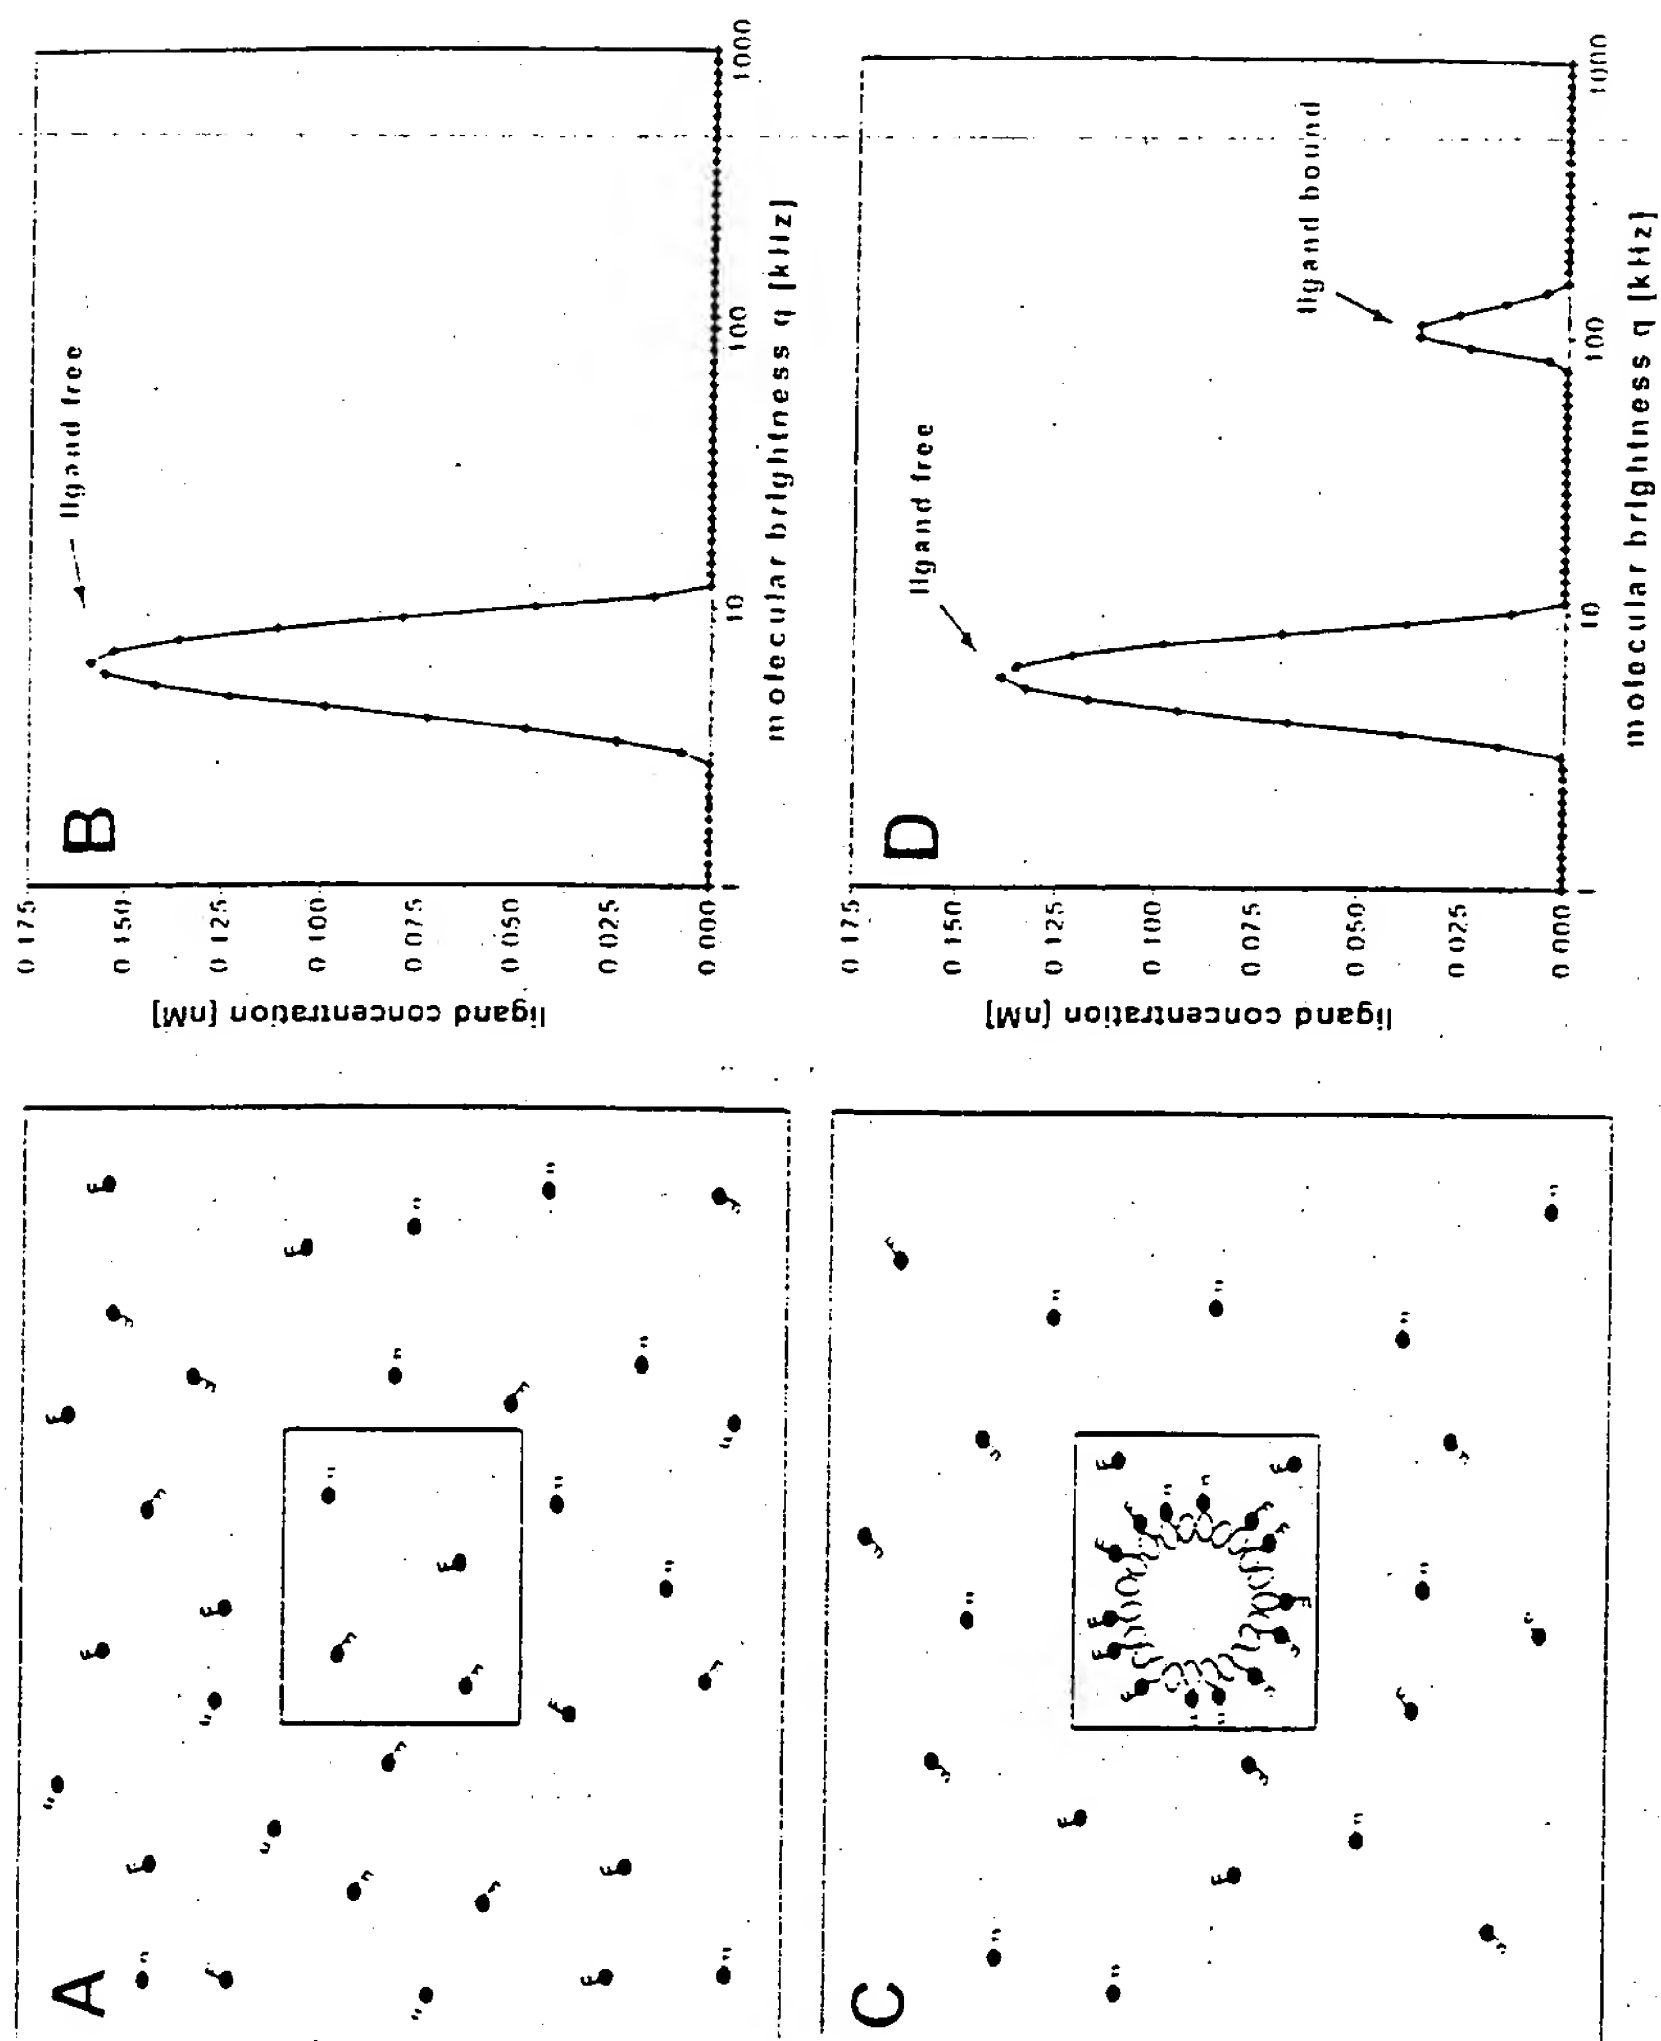 A
B
ligand free
0.175
0.150
0.125
0.100
0.075
0.050
0.025
0.000
ligand concentration [nM]
1
10
100
1000
molecular brightness q [kHz]
C
D
ligand free
ligand bound
0.175
0.150
0.125
0.100
0.075
0.050
0.025
0.000
ligand concentration [nM]
1
10
100
1000
molecular brightness q [kHz]